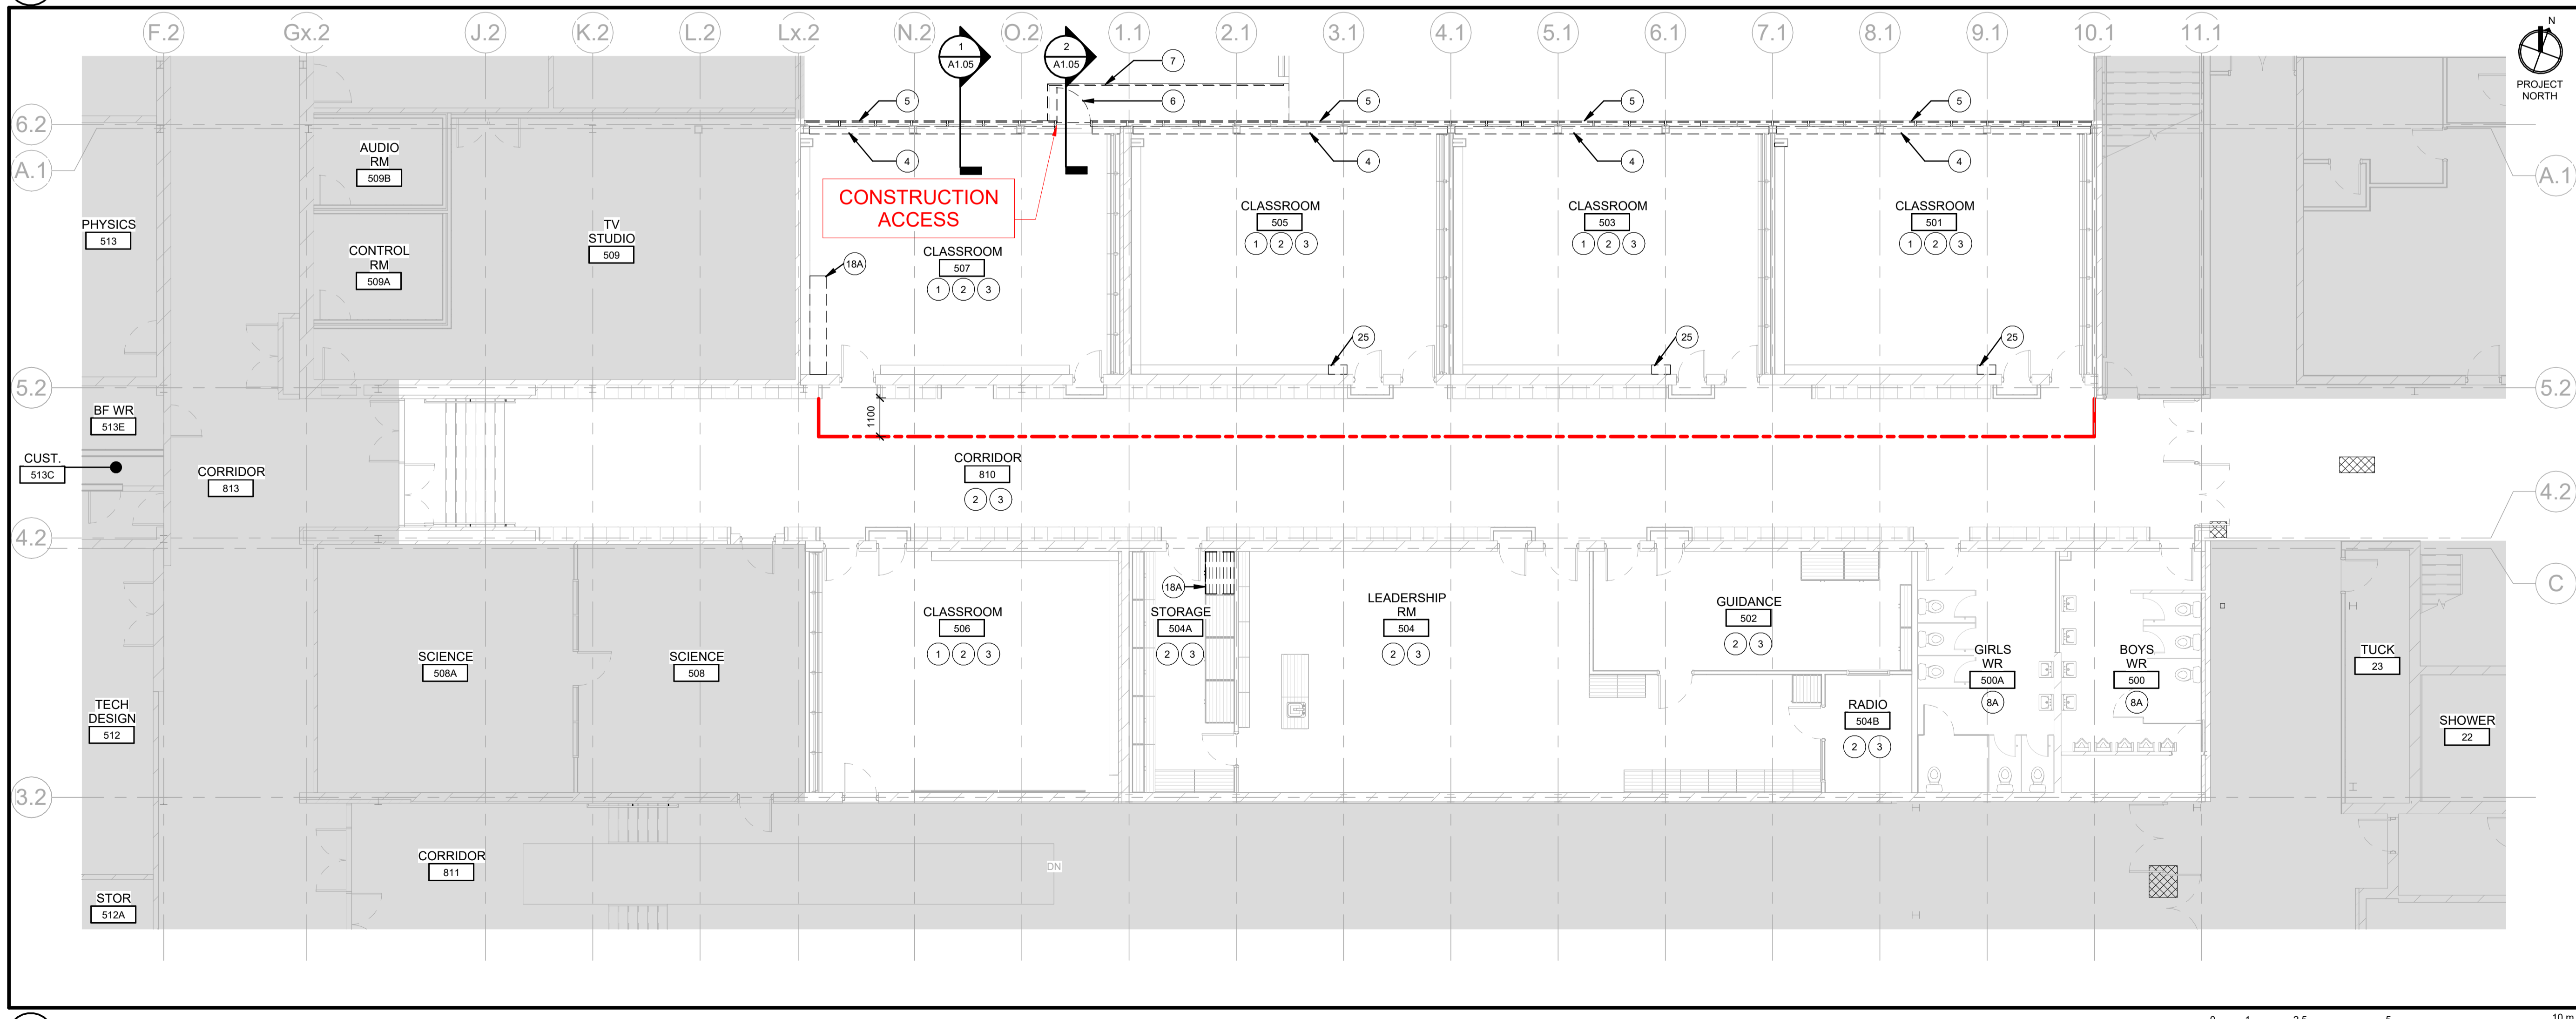 F.2 Gx.2 J.2 K.2 L.2 Lx.2 N.2 O.2 1.1 2.1 3.1 4.1 5.1 6.1 7.1 8.1 9.1 10.1 11.1
N
PROJECT
NORTH
1
A1.05
2
A1.05
7
6
5 5 5 5
4 4 4 4
6.2
A.1 A.1
AUDIO
RM
509B
PHYSICS
513
CONTROL
RM
509A
TV
STUDIO
509
CONSTRUCTION
ACCESS
CLASSROOM
507
1 2 3
18A
CLASSROOM
505
1 2 3
CLASSROOM
503
1 2 3
CLASSROOM
501
1 2 3
25 25 25
5.2 5.2
1100
BF WR
513E
CUST.
513C
CORRIDOR
813
CORRIDOR
810
2 3
4.2 4.2
C
SCIENCE
508A
SCIENCE
508
CLASSROOM
506
1 2 3
18A
STORAGE
504A
2 3
LEADERSHIP
RM
504
2 3
GUIDANCE
502
2 3
RADIO
504B
2 3
GIRLS
WR
500A
8A
BOYS
WR
500
8A
TUCK
23
SHOWER
22
TECH
DESIGN
512
3.2
CORRIDOR
811
DN
STOR
512A
0 1 2.5 5 10 m